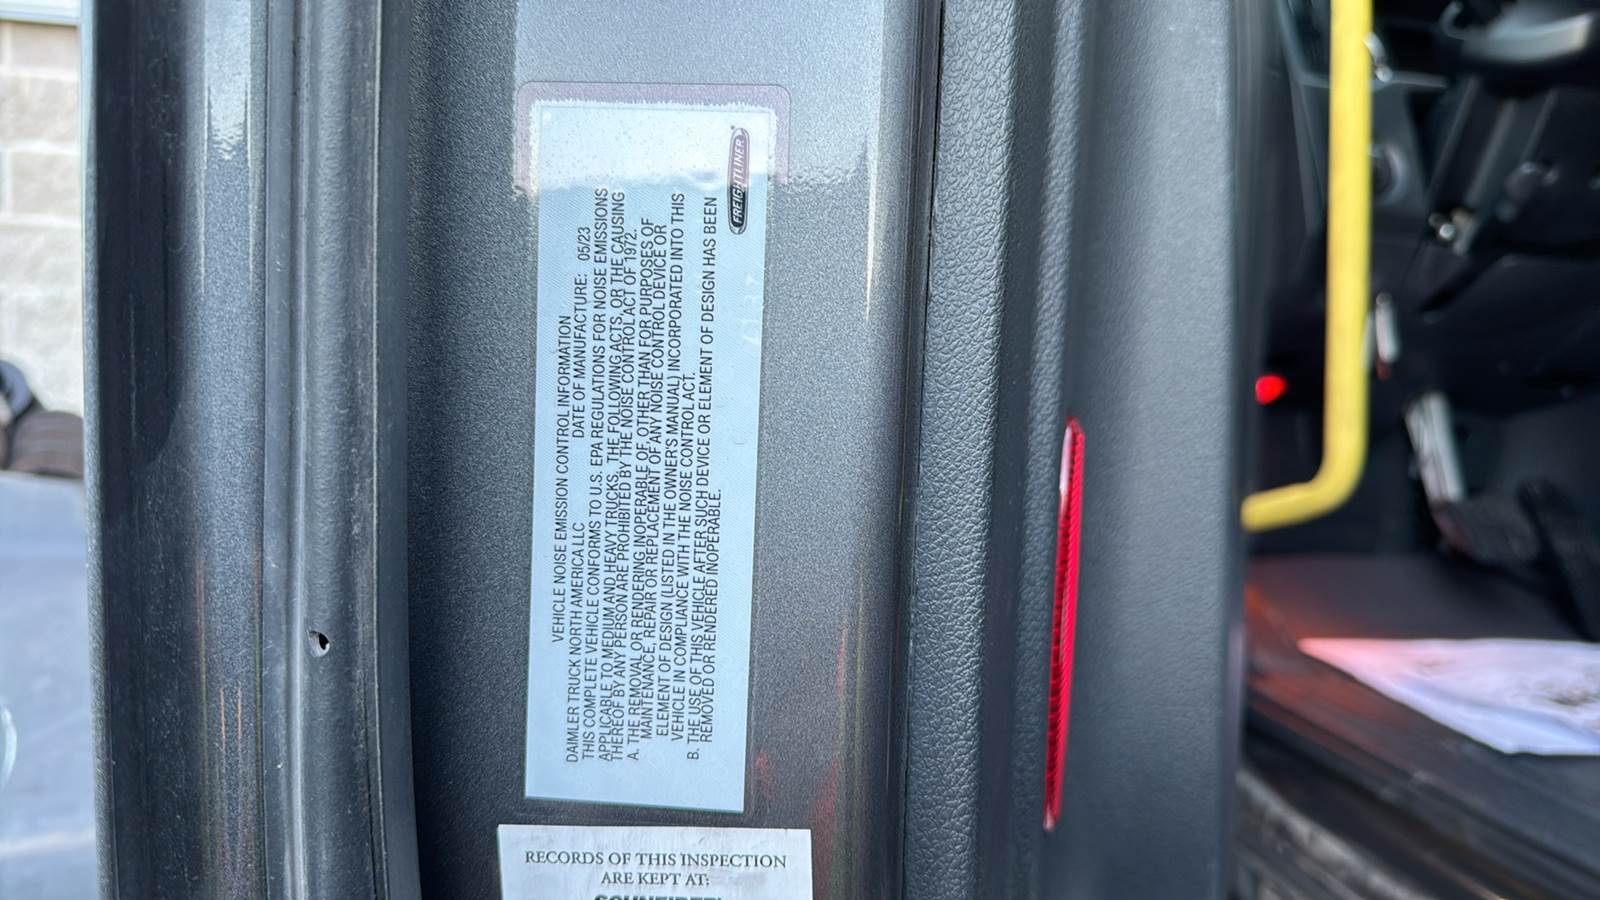 VEHICLE NOISE EMISSION CONTROL INFORMATION
DAIMLER TRUCK NORTH AMERICA LLC DATE OF MANUFACTURE: 05/23
THIS COMPLETE VEHICLE CONFORMS TO U.S. EPA REGULATIONS FOR NOISE EMISSIONS
APPLICABLE TO MEDIUM AND HEAVY TRUCKS. THE FOLLOWING ACTS, OR THE CAUSING
THEREOF BY ANY PERSON ARE PROHIBITED BY THE NOISE CONTROL ACT OF 1972.
A. THE REMOVAL OR RENDERING INOPERABLE OF, OTHER THAN FOR PURPOSES OF
MAINTENANCE, REPAIR OR REPLACEMENT OF ANY NOISE CONTROL DEVICE OR
ELEMENT OF DESIGN (LISTED IN THE OWNER'S MANUAL) INCORPORATED INTO THIS
VEHICLE IN COMPLIANCE WITH THE NOISE CONTROL ACT.
B. THE USE OF THIS VEHICLE AFTER SUCH DEVICE OR ELEMENT OF DESIGN HAS BEEN
REMOVED OR RENDERED INOPERABLE.
FREIGHTLINER
RECORDS OF THIS INSPECTION
ARE KEPT AT:
SCHNEIDER